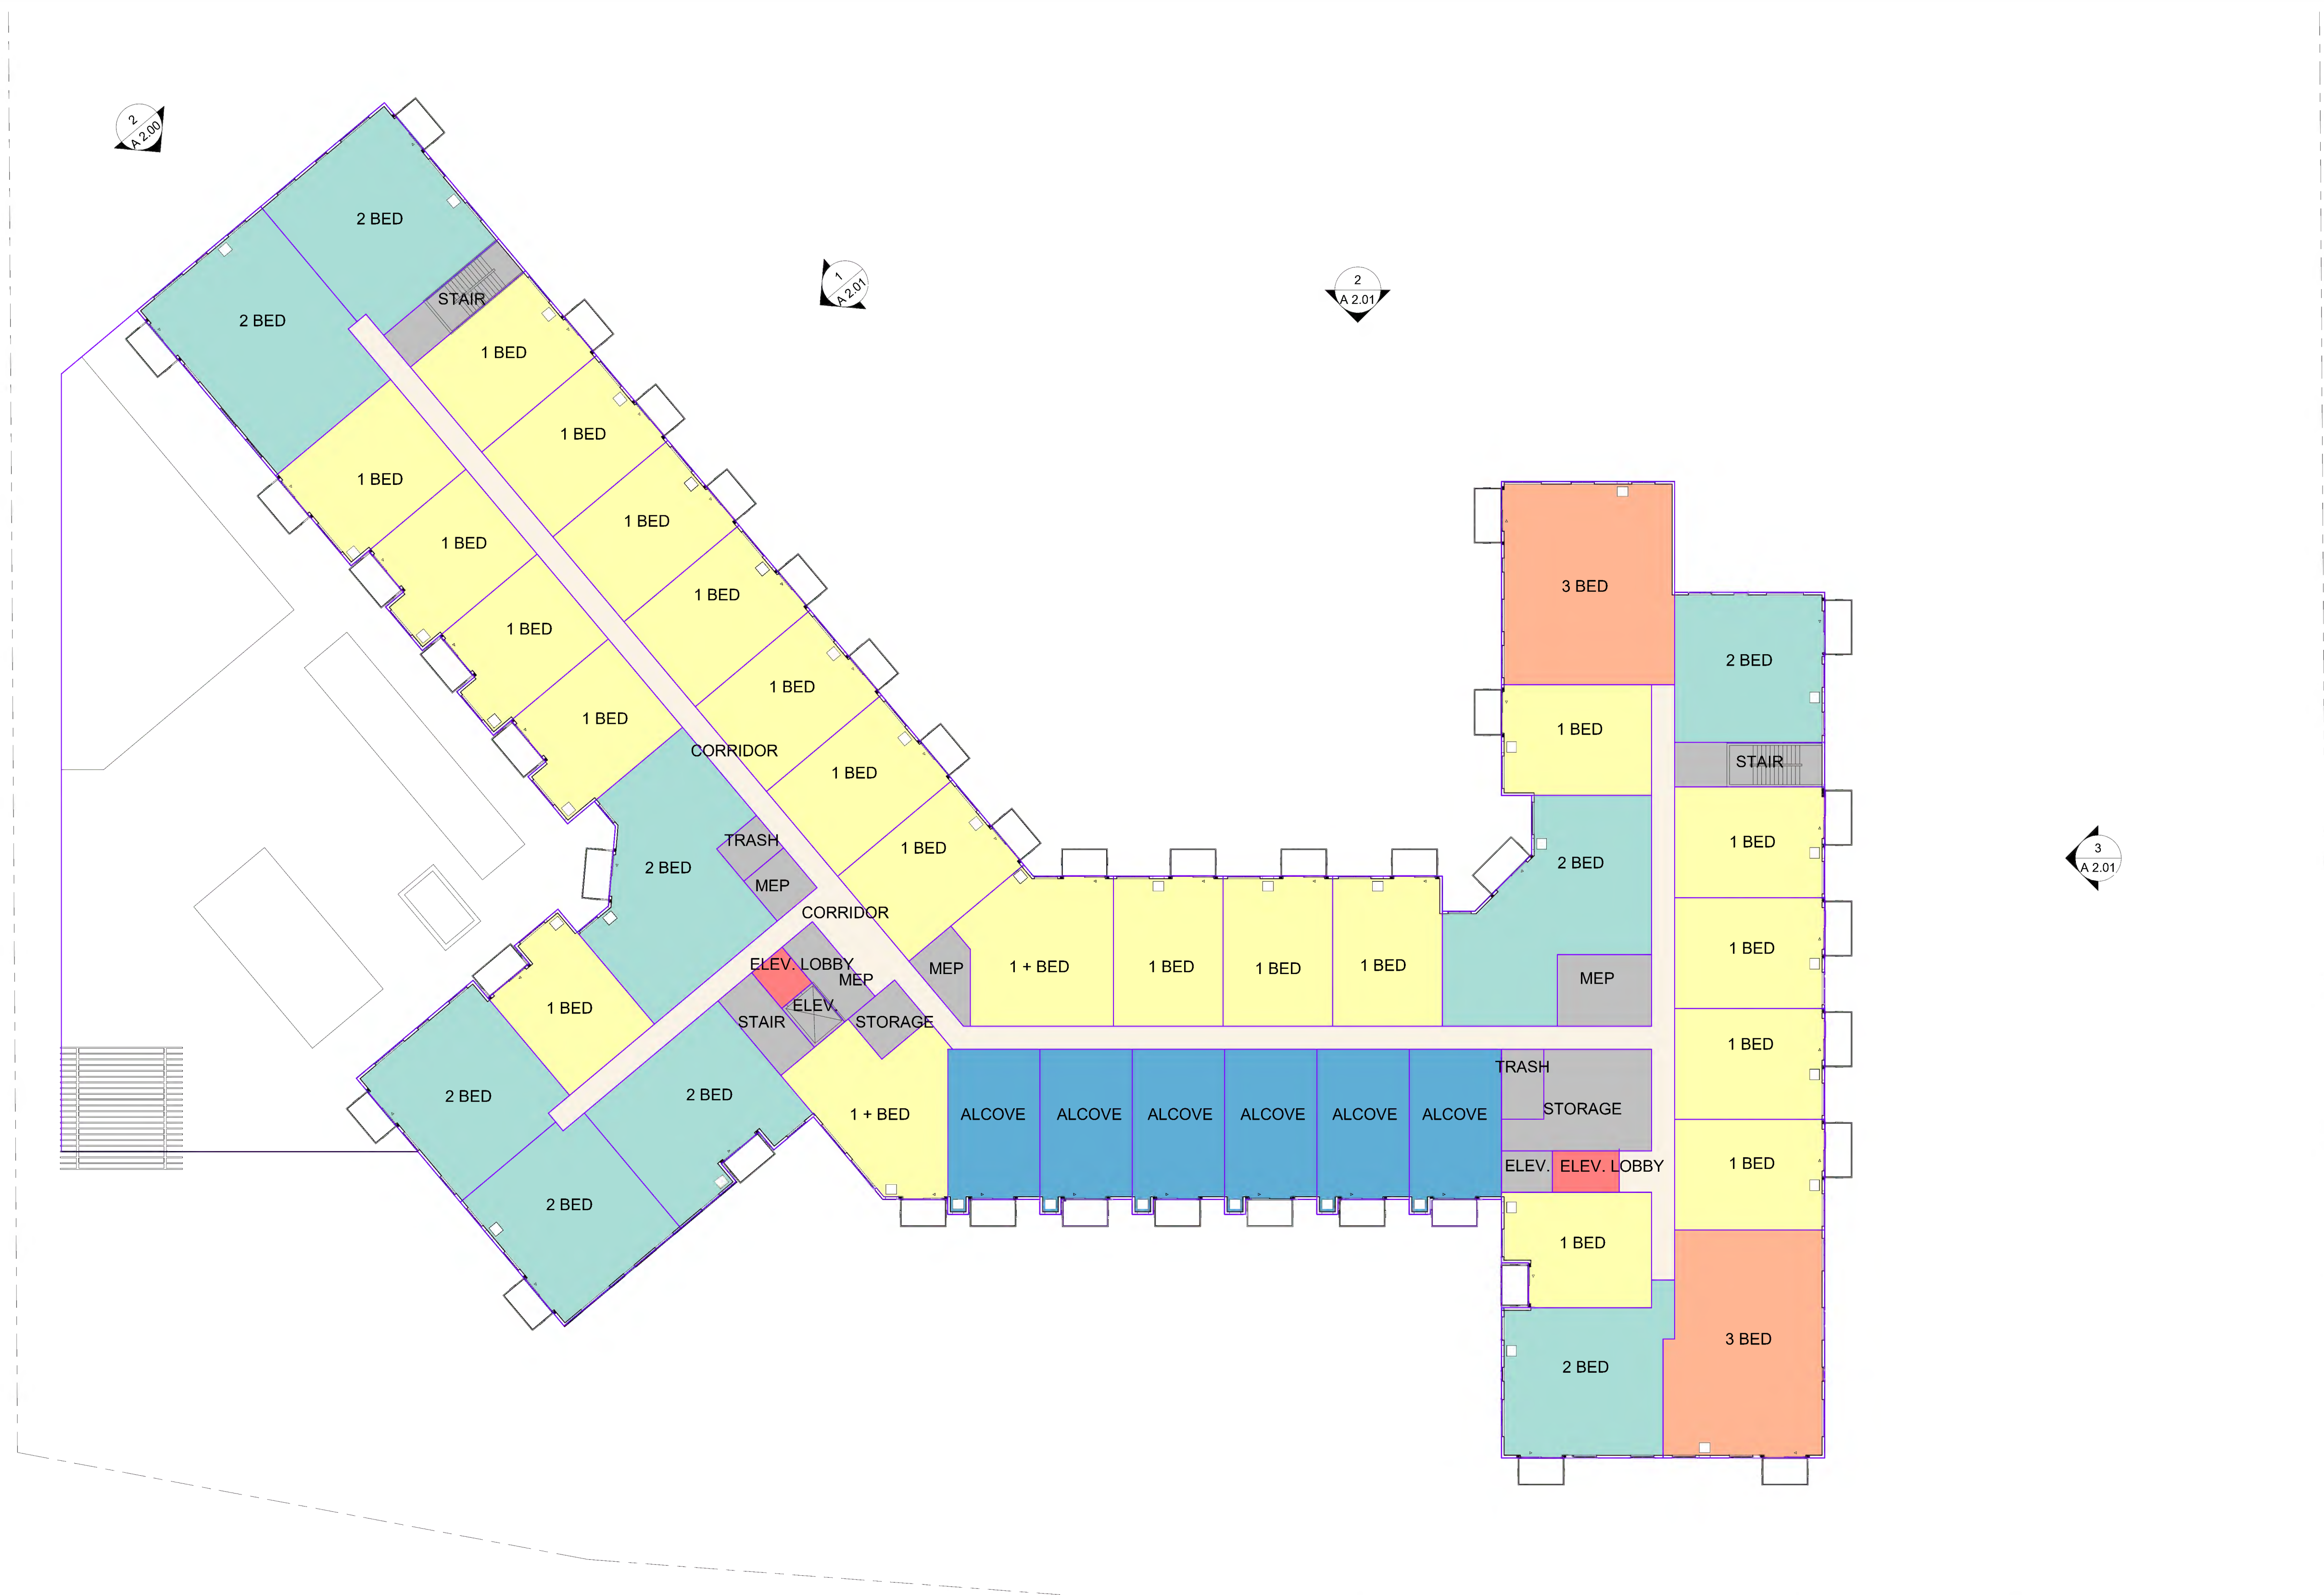 2
A 2.00
2 BED
2 BED
STAIR
1
A 2.01
2
A 2.01
1 BED
1 BED
1 BED
1 BED
1 BED
1 BED
1 BED
1 BED
1 BED
1 BED
1 BED
CORRIDOR
2 BED
TRASH
MEP
CORRIDOR
ELEV. LOBBY
MEP
ELEV.
STAIR
STORAGE
1 BED
2 BED
2 BED
2 BED
1 + BED
MEP
1 + BED
1 BED
1 BED
1 BED
ALCOVE
ALCOVE
ALCOVE
ALCOVE
ALCOVE
ALCOVE
3 BED
2 BED
1 BED
STAIR
2 BED
1 BED
1 BED
MEP
1 BED
TRASH
STORAGE
ELEV.
ELEV. LOBBY
1 BED
1 BED
3 BED
2 BED
3
A 2.01